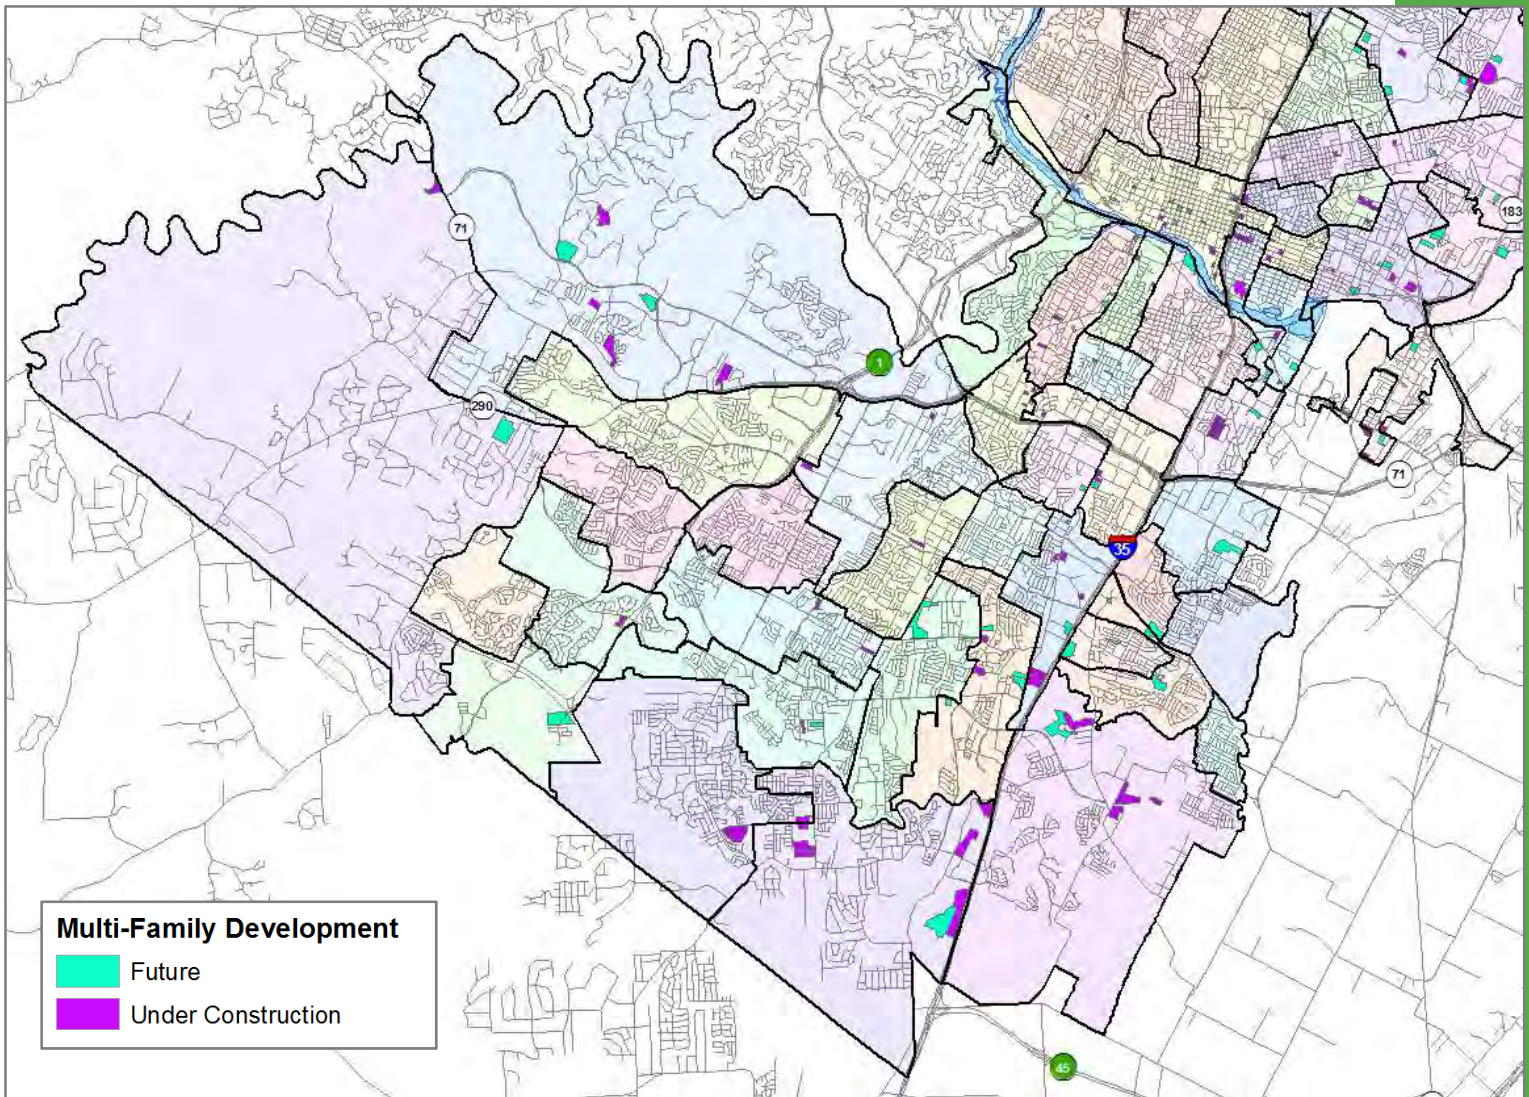 183
71
1
290
71
35
Multi-Family Development
Future
Under Construction
45